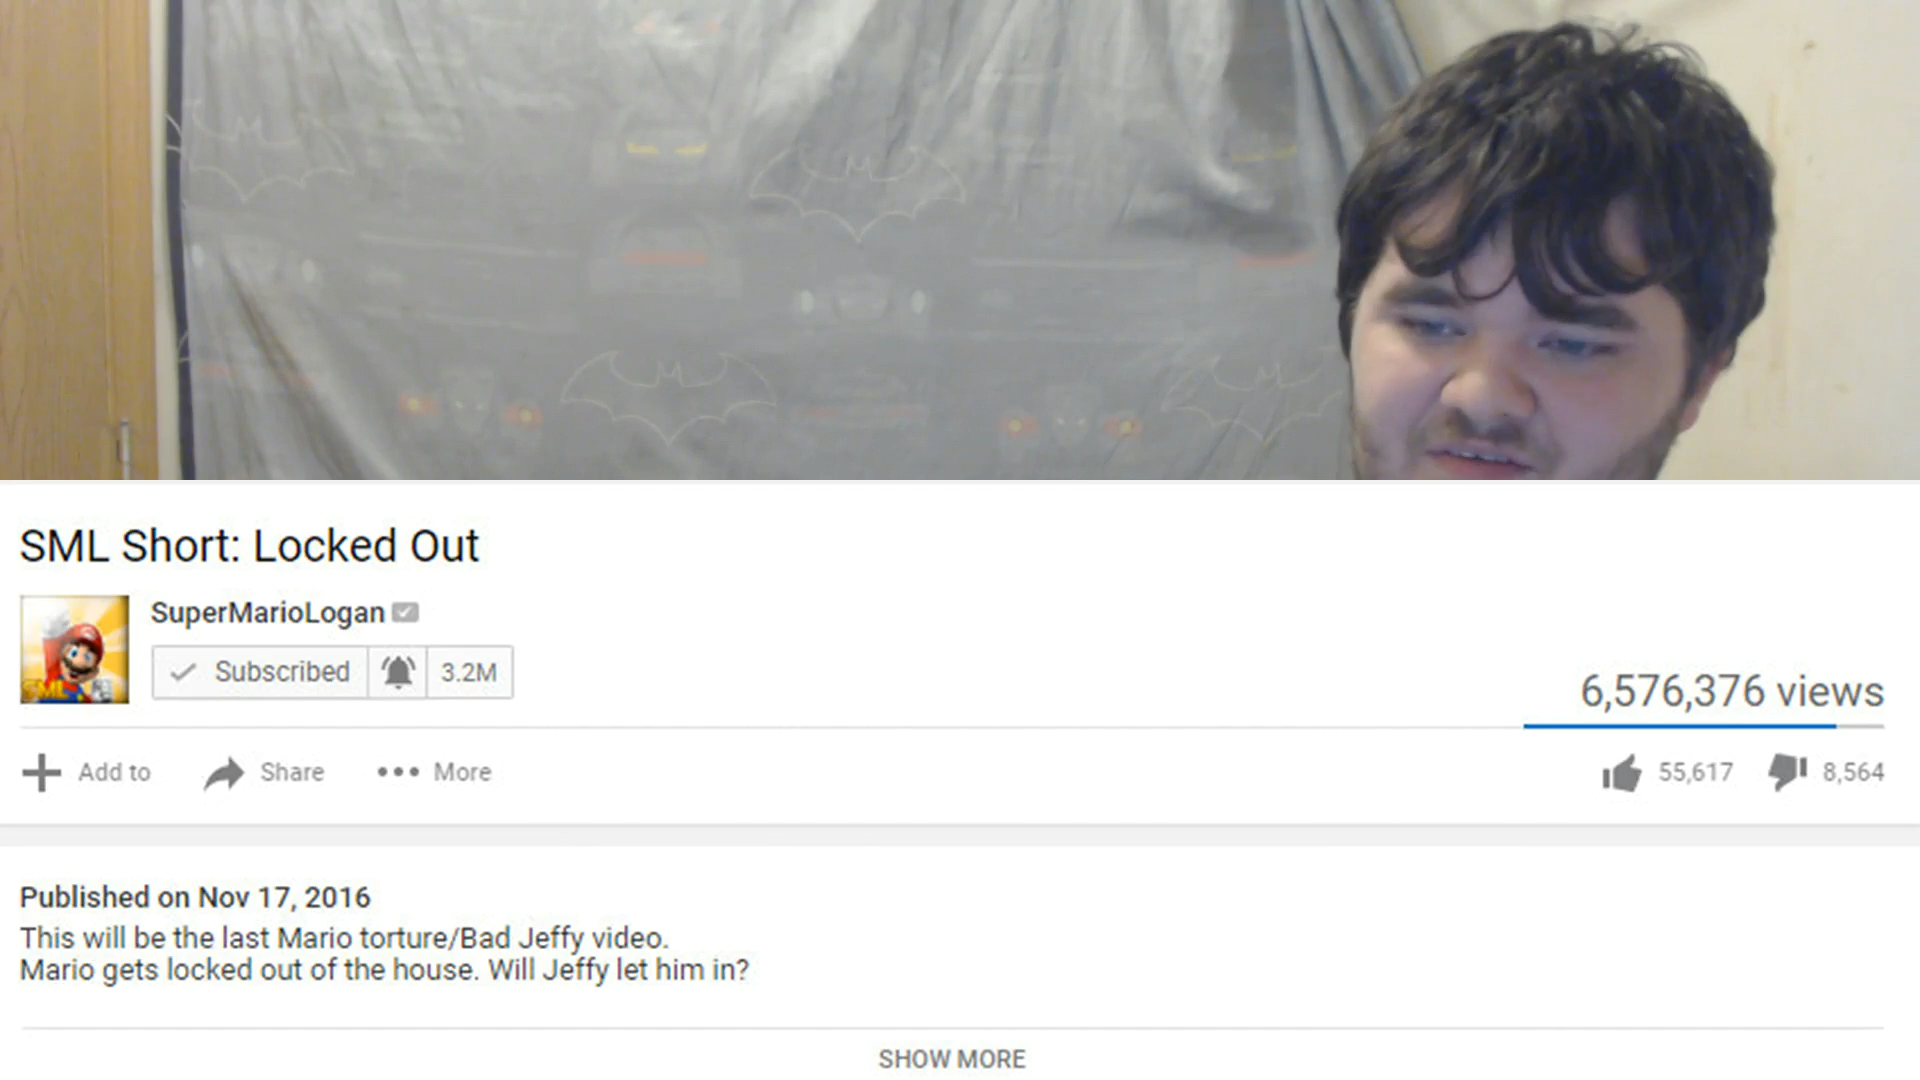 SML Short: Locked Out
SuperMarioLogan
Subscribed 3.2M
6,576,376 views
Add to Share More 55,617 8,564
Published on Nov 17, 2016
This will be the last Mario torture/Bad Jeffy video.
Mario gets locked out of the house. Will Jeffy let him in?
SHOW MORE
SML